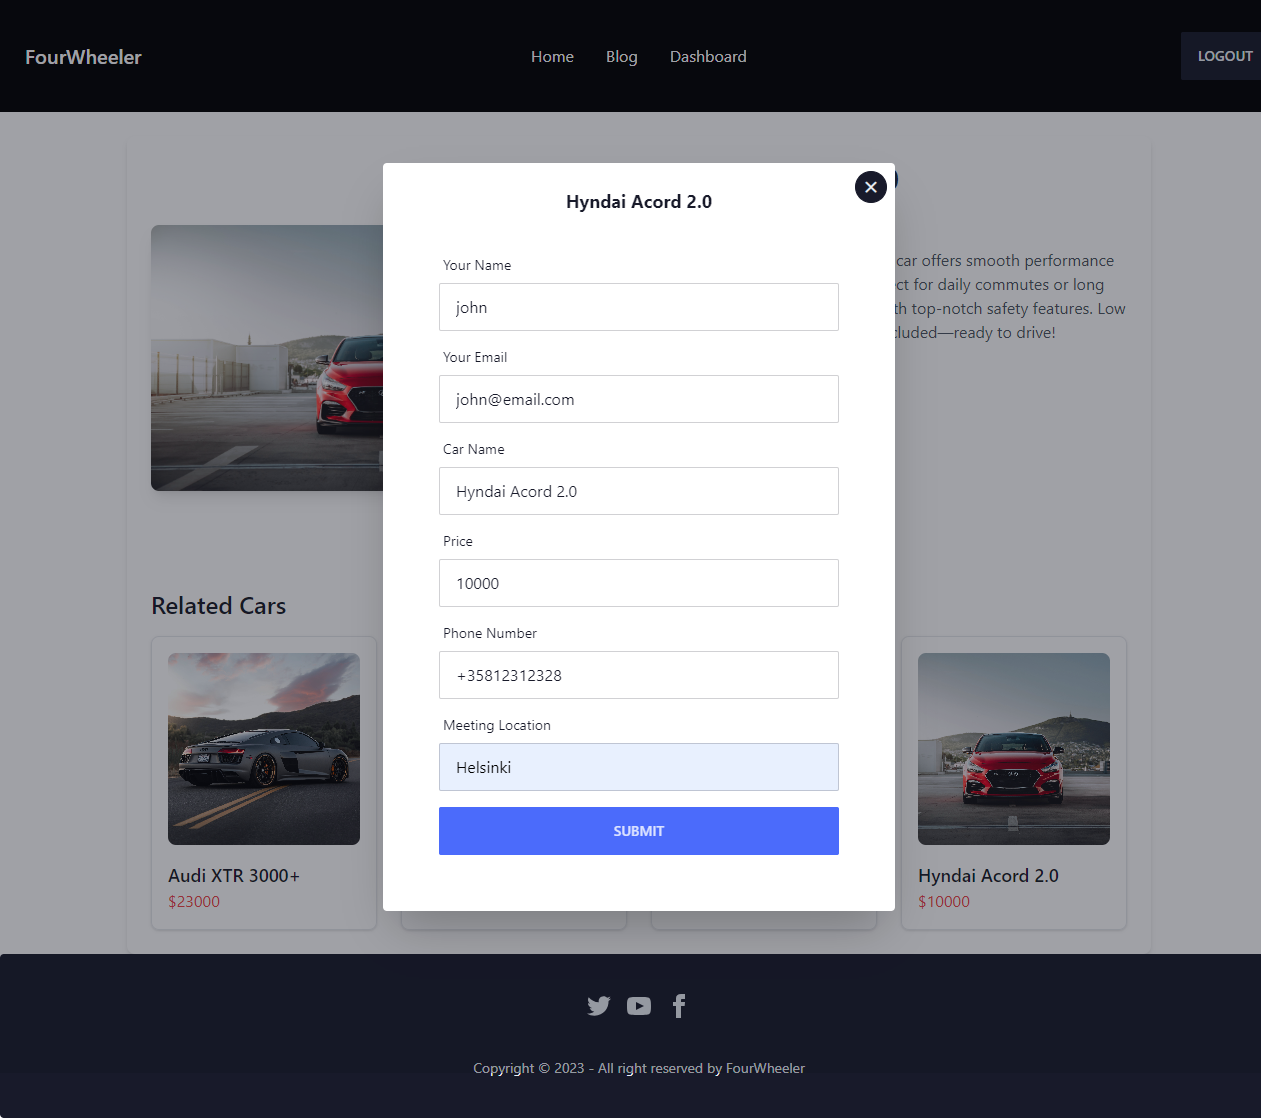 FourWheeler
Home
Blog
Dashboard
LOGOUT
Hyndai Acord 2.0
Your Name
john
Your Email
john@email.com
Car Name
Hyndai Acord 2.0
Price
10000
Phone Number
+35812312328
Meeting Location
Helsinki
SUBMIT
car offers smooth performance
for daily commutes or long
top-notch safety features. Low
ready to drive!
Related Cars
Audi XTR 3000+
$23000
Hyndai Acord 2.0
$10000
Copyright © 2023 - All right reserved by FourWheeler